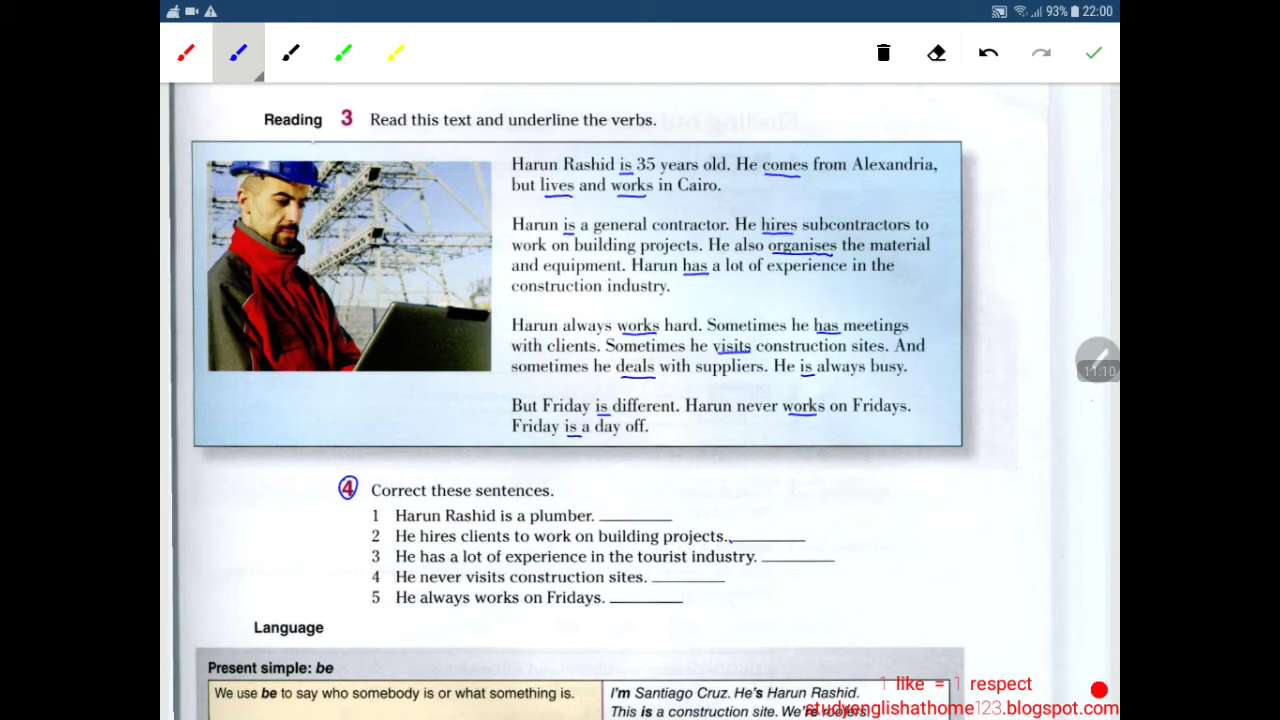 93% 22:00
Reading 3 Read this text and underline the verbs.
Harun Rashid is 35 years old. He comes from Alexandria,
but lives and works in Cairo.
Harun is a general contractor. He hires subcontractors to
work on building projects. He also organises the material
and equipment. Harun has a lot of experience in the
construction industry.
Harun always works hard. Sometimes he has meetings
with clients. Sometimes he visits construction sites. And
sometimes he deals with suppliers. He is always busy.
But Friday is different. Harun never works on Fridays.
Friday is a day off.
11:10
4 Correct these sentences.
1 Harun Rashid is a plumber.
2 He hires clients to work on building projects.
3 He has a lot of experience in the tourist industry.
4 He never visits construction sites.
5 He always works on Fridays.
Language
Present simple: be
We use be to say who somebody is or what something is.
I'm Santiago Cruz. He's Harun Rashid.
This is a construction site. We're roofers.
1 like = 1 respect
studyenglishathome123.blogspot.com